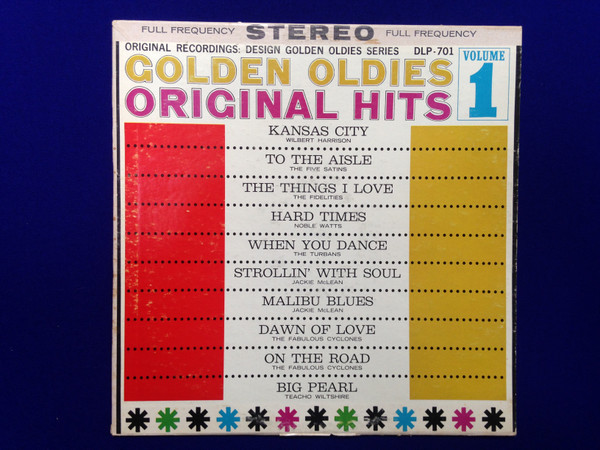 FULL FREQUENCY STEREO FULL FREQUENCY
ORIGINAL RECORDINGS: DESIGN GOLDEN OLDIES SERIES DLP-701
GOLDEN OLDIES
ORIGINAL HITS
VOLUME
1
KANSAS CITY
WILBERT HARRISON
TO THE AISLE
THE FIVE SATINS
THE THINGS I LOVE
THE FIDELITIES
HARD TIMES
NOBLE WATTS
WHEN YOU DANCE
THE TURBANS
STROLLIN' WITH SOUL
JACKIE McLEAN
MALIBU BLUES
JACKIE McLEAN
DAWN OF LOVE
THE FABULOUS CYCLONES
ON THE ROAD
THE FABULOUS CYCLONES
BIG PEARL
TEACHO WILTSHIRE